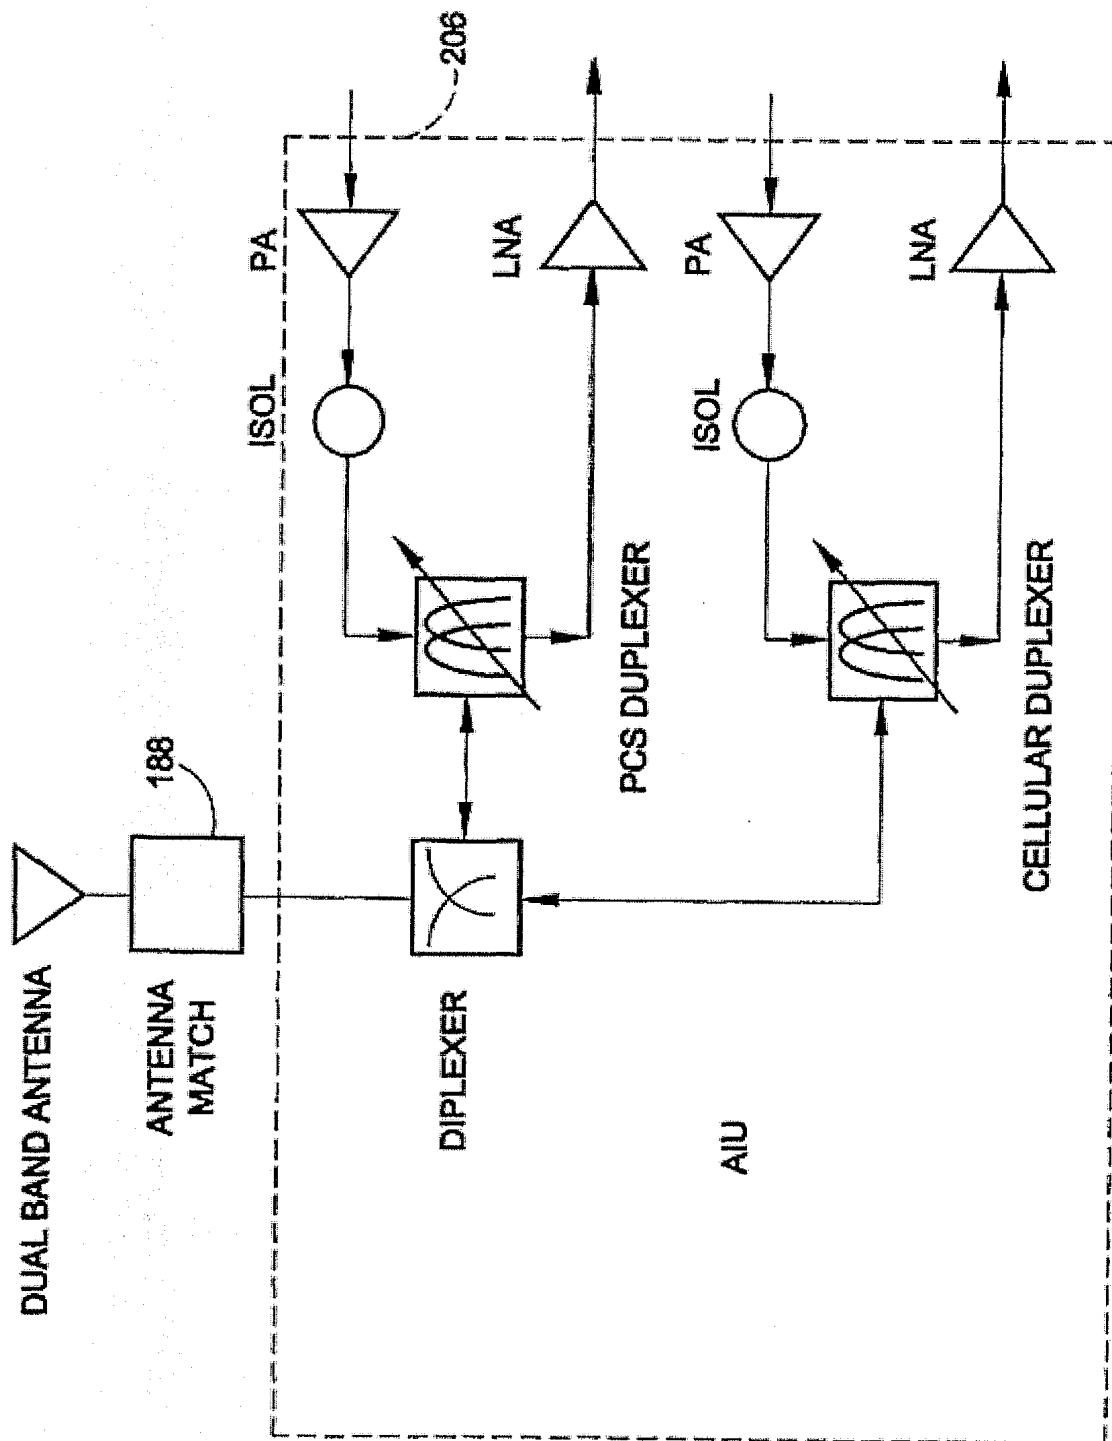 DUAL BAND ANTENNA
ANTENNA
MATCH
188
206
DIPLEXER
PCS DUPLEXER
ISOL
PA
LNA
AIU
CELLULAR DUPLEXER
ISOL
PA
LNA